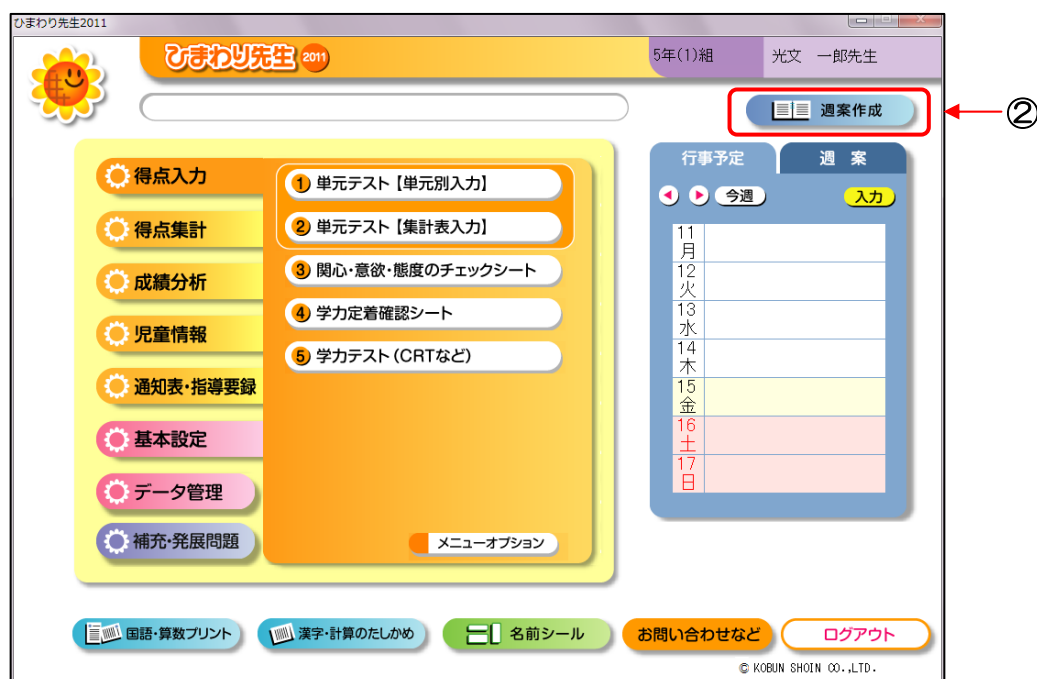 ひまわり先生2011
ひまわり先生 2011
5年(1)組 光文 一郎先生
週案作成
②
得点入力
得点集計
成績分析
児童情報
通知表・指導要録
基本設定
データ管理
補充・発展問題
1 単元テスト【単元別入力】
2 単元テスト【集計表入力】
3 関心・意欲・態度のチェックシート
4 学力定着確認シート
5 学力テスト(CRTなど)
メニューオプション
行事予定 週 案
今週 入力
11
月
12
火
13
水
14
木
15
金
16
土
17
日
国語・算数プリント 漢字・計算のたしかめ 名前シール お問い合わせなど ログアウト
© KOBUN SHOIN CO.,LTD.